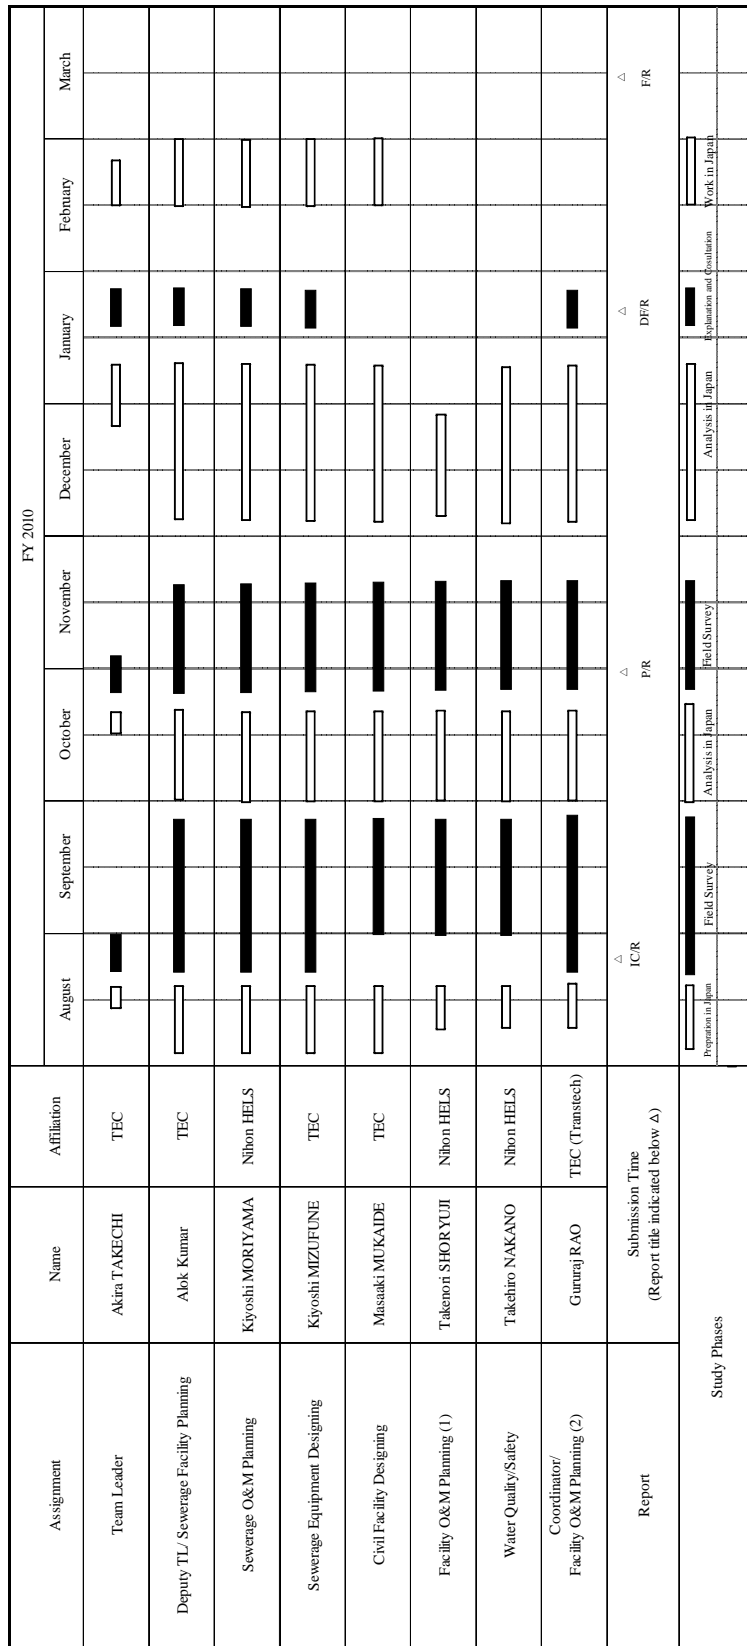 Assignment
Name
Affiliation
FY 2010
August
September
October
November
December
January
February
March
Team Leader
Akira TAKECHI
TEC
Deputy TL/ Sewerage Facility Planning
Alok Kumar
TEC
Sewerage O&M Planning
Kiyoshi MORIYAMA
Nihon HELS
Sewerage Equipment Designing
Kiyoshi MIZUFUNE
TEC
Civil Facility Designing
Masaaki MUKAIDE
TEC
Facility O&M Planning (1)
Takenori SHORYUJI
Nihon HELS
Water Quality/Safety
Takehiro NAKANO
Nihon HELS
Coordinator/
Facility O&M Planning (2)
Gururaj RAO
TEC (Transtech)
Report
Submission Time
(Report title indicated below Δ)
Δ
IC/R
Δ
P/R
Δ
DF/R
Δ
F/R
Study Phases
Prepration in Japan
Field Survey
Analysis in Japan
Field Survey
Analysis in Japan
Explanation and Cosultation
Work in Japan